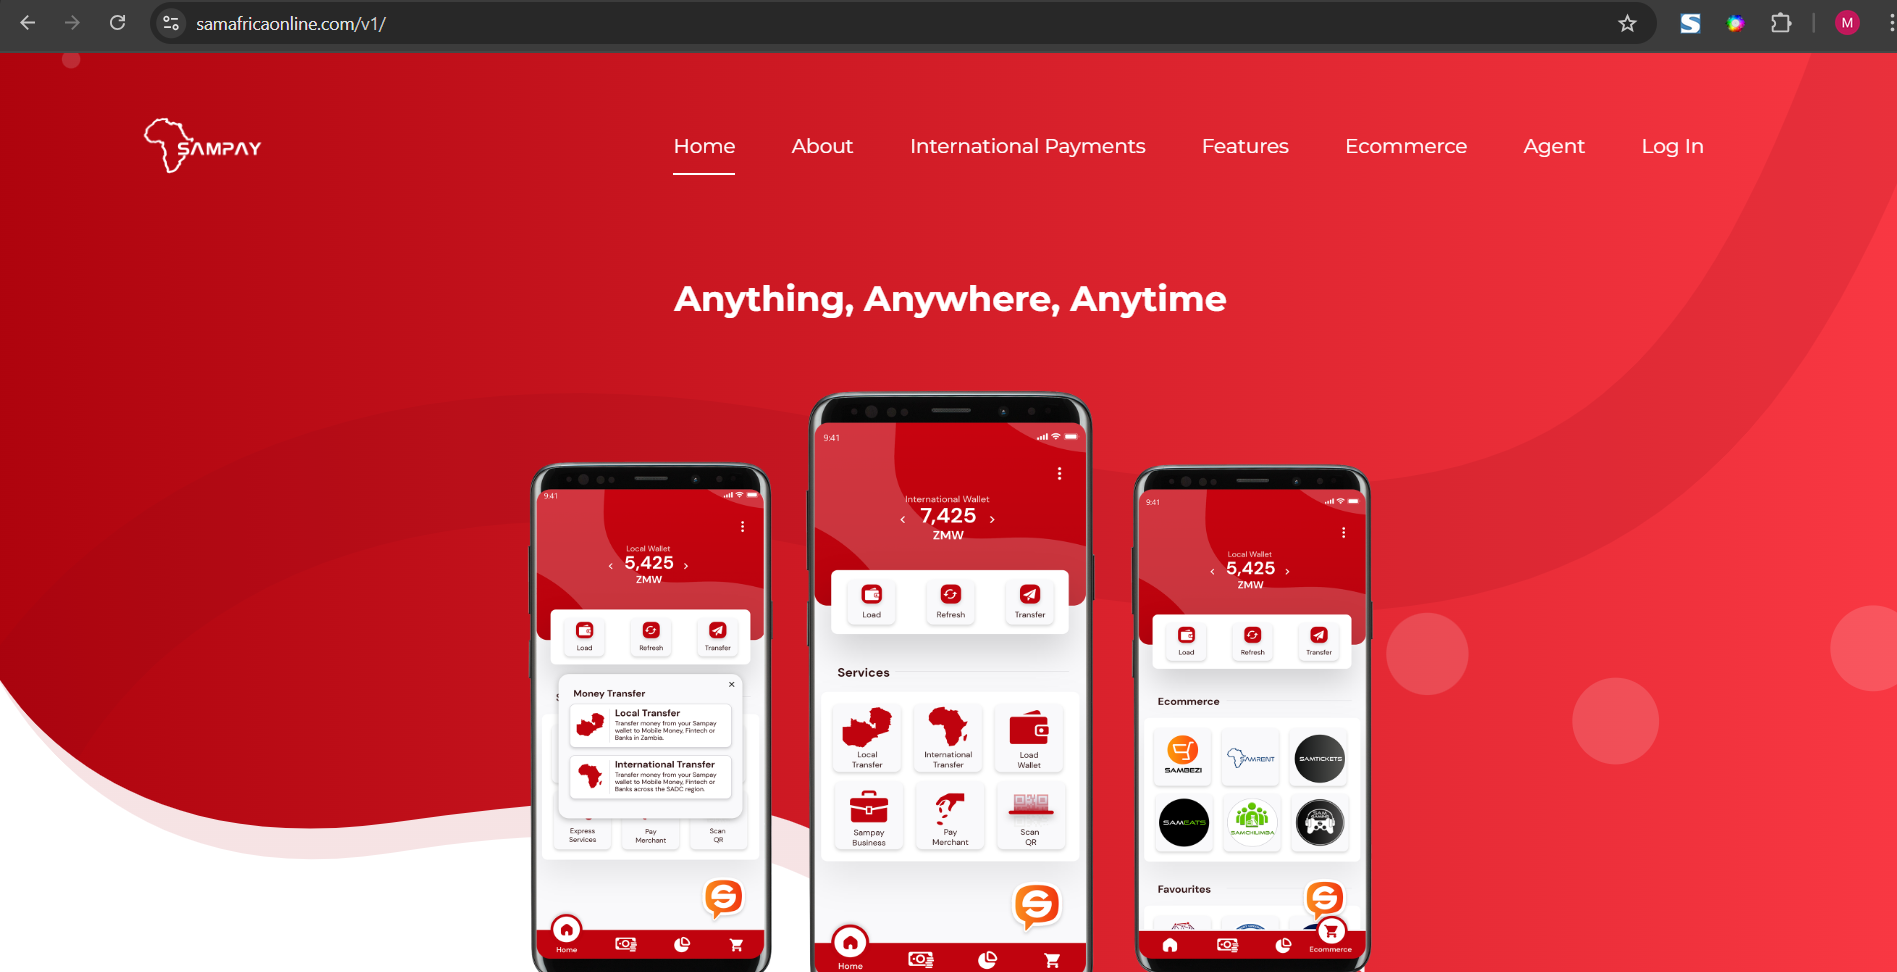 samafricaonline.com/v1/
M
SAMPAY
Home
About
International Payments
Features
Ecommerce
Agent
Log In
Anything, Anywhere, Anytime
9:41
Local Wallet
5,425
ZMW
Load
Refresh
Transfer
Money Transfer
Local Transfer
Transfer money from your Sampay
wallet to Mobile Money, Fintech or
Banks in Zambia.
International Transfer
Transfer money from your Sampay
wallet to Mobile Money, Fintech or
Banks across the SADC region.
Express
Services
Pay
Merchant
Scan
QR
Home
9:41
International Wallet
7,425
ZMW
Load
Refresh
Transfer
Services
Local
Transfer
International
Transfer
Load
Wallet
Sampay
Business
Pay
Merchant
Scan
QR
Home
9:41
Local Wallet
5,425
ZMW
Load
Refresh
Transfer
Ecommerce
SAMBEZI
SAMRENT
SAMTICKETS
SAMEATS
SAMCHILIMBA
Favourites
Ecommerce